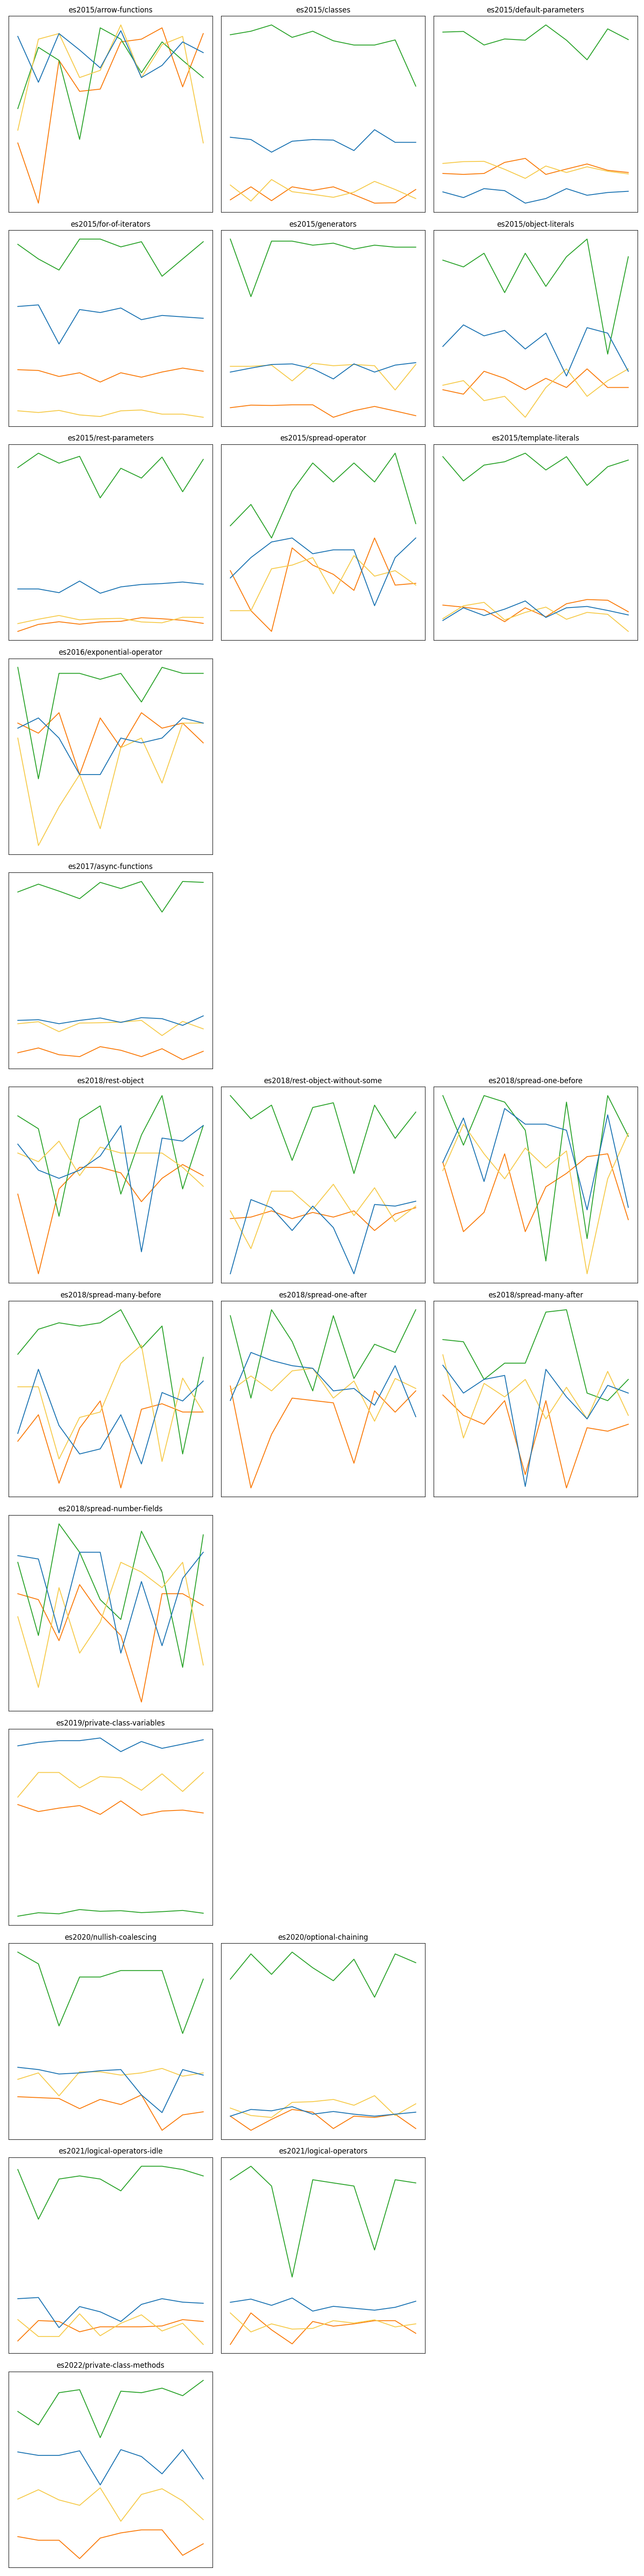 es2015/arrow-functions
es2015/classes
es2015/default-parameters
es2015/for-of-iterators
es2015/generators
es2015/object-literals
es2015/rest-parameters
es2015/spread-operator
es2015/template-literals
es2016/exponential-operator
es2017/async-functions
es2018/rest-object
es2018/rest-object-without-some
es2018/spread-one-before
es2018/spread-many-before
es2018/spread-one-after
es2018/spread-many-after
es2018/spread-number-fields
es2019/private-class-variables
es2020/nullish-coalescing
es2020/optional-chaining
es2021/logical-operators-idle
es2021/logical-operators
es2022/private-class-methods